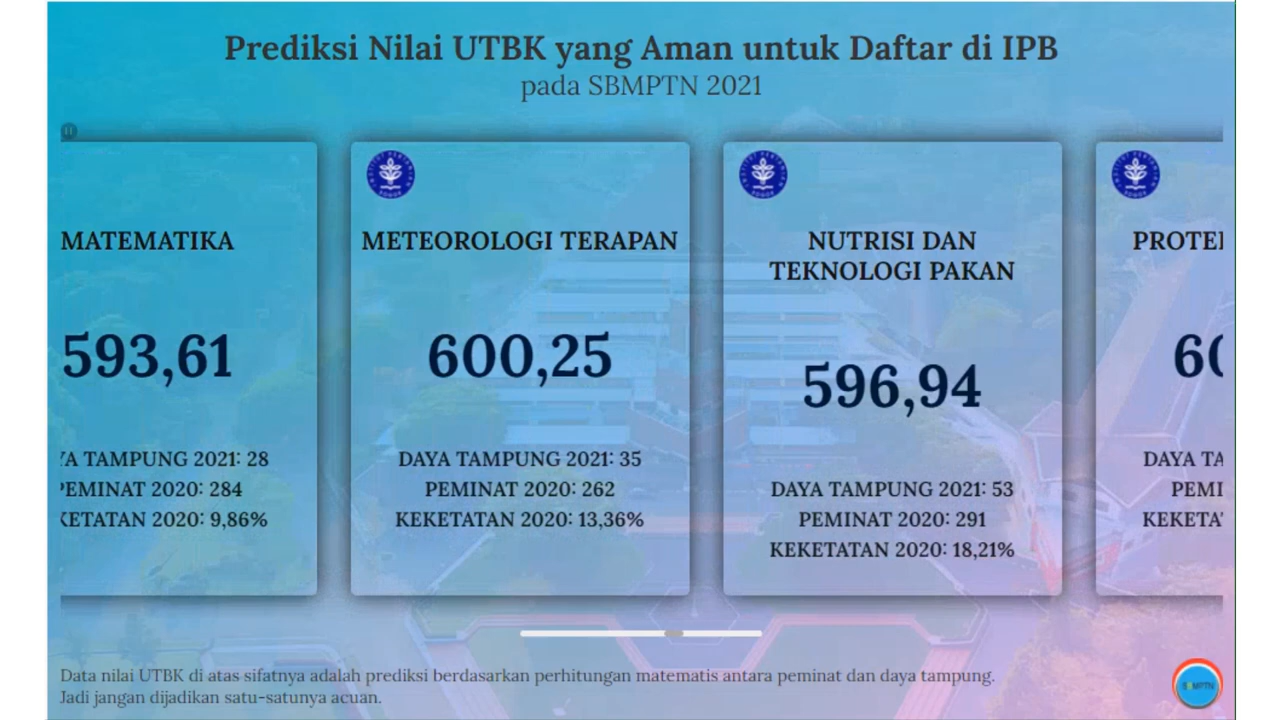 Prediksi Nilai UTBK yang Aman untuk Daftar di IPB
pada SBMPTN 2021
MATEMATIKA
593,61
TAMPUNG 2021: 28
2020: 284
2020: 9,86%
METEOROLOGI TERAPAN
600,25
DAYA TAMPUNG 2021: 35
PEMINAT 2020: 262
KEKETATAN 2020: 13,36%
NUTRISI DAN
TEKNOLOGI PAKAN
596,94
DAYA TAMPUNG 2021: 53
PEMINAT 2020: 291
KEKETATAN 2020: 18,21%
DAYA
Data nilai UTBK di atas sifatnya adalah prediksi berdasarkan perhitungan matematis antara peminat dan daya tampung.
Jadi jangan dijadikan satu-satunya acuan.
SBMPTN